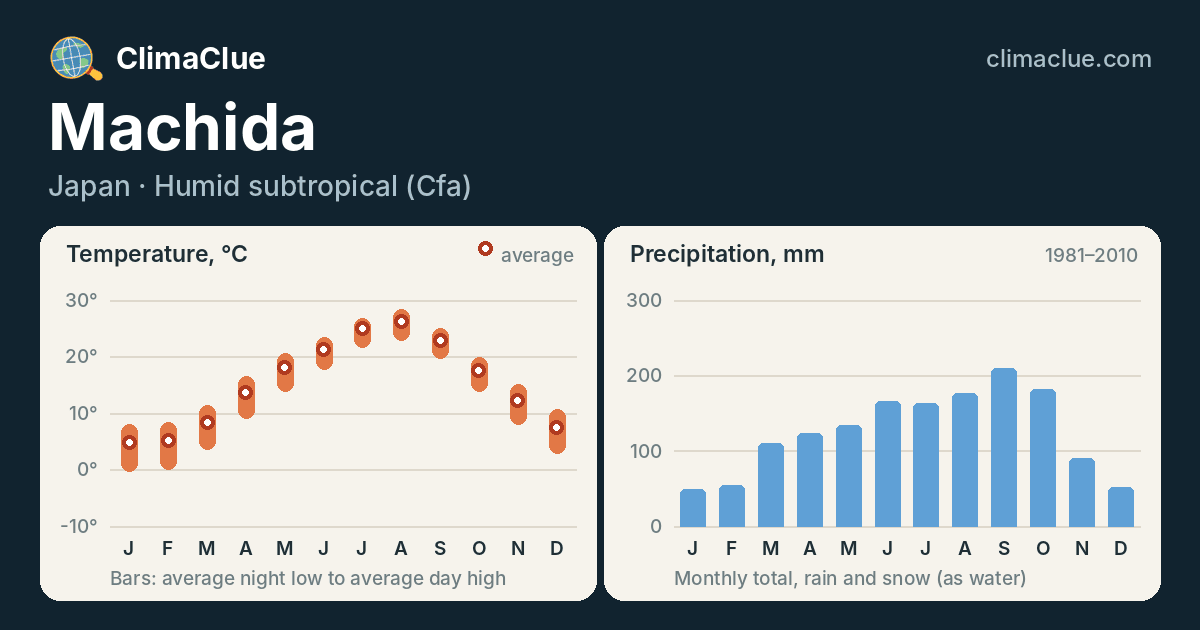 ClimaClue
climaclue.com
Machida
Japan · Humid subtropical (Cfa)
Temperature, °C
average
30°
20°
10°
0°
-10°
J F M A M J J A S O N D
Bars: average night low to average day high
Precipitation, mm
1981–2010
300
200
100
0
J F M A M J J A S O N D
Monthly total, rain and snow (as water)